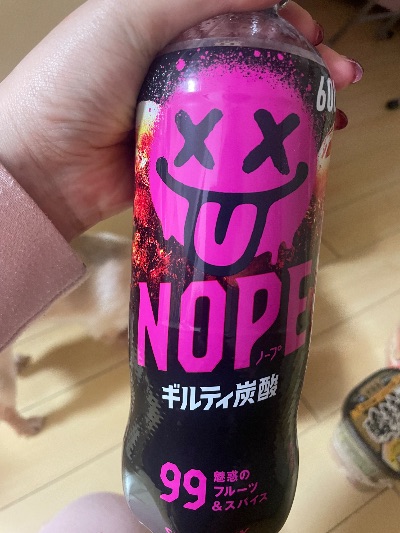 NOPE
ノープ
ギルティ炭酸
99
魅惑の
フルーツ
&スパイス